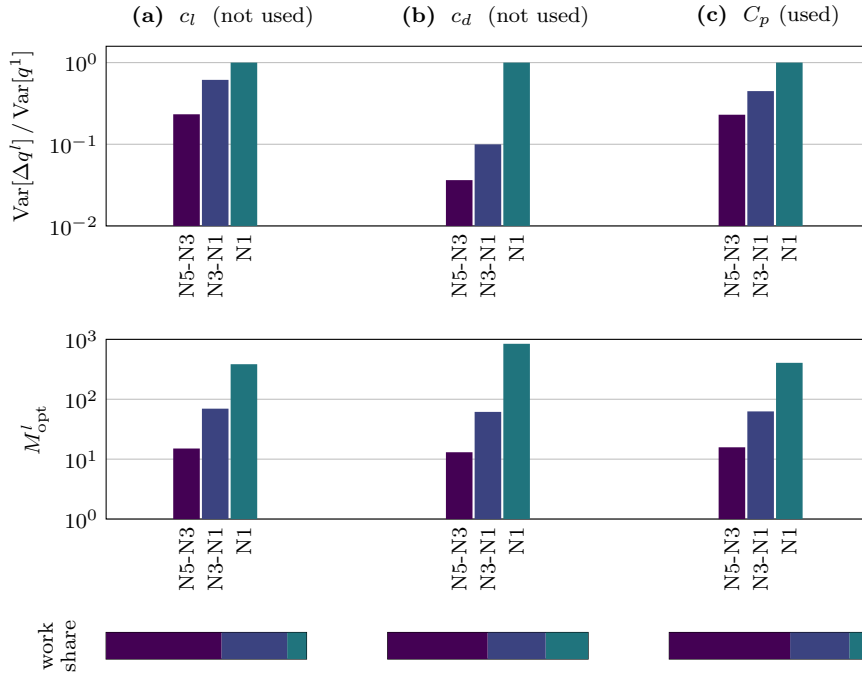 (a) c_l (not used)
(b) c_d (not used)
(c) C_p (used)
Var[Δq^l] / Var[q^1]
10^0
10^−1
10^−2
N5-N3
N3-N1
N1
N5-N3
N3-N1
N1
N5-N3
N3-N1
N1
M^l_opt
10^3
10^2
10^1
10^0
N5-N3
N3-N1
N1
N5-N3
N3-N1
N1
N5-N3
N3-N1
N1
work
share